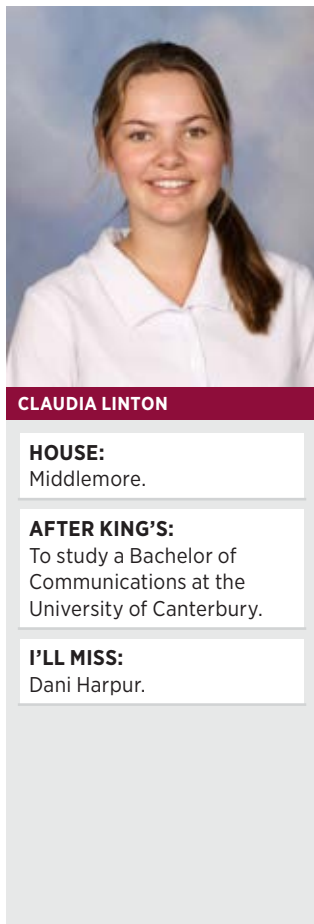 CLAUDIA LINTON
HOUSE:
Middlemore.
AFTER KING’S:
To study a Bachelor of
Communications at the
University of Canterbury.
I’LL MISS:
Dani Harpur.